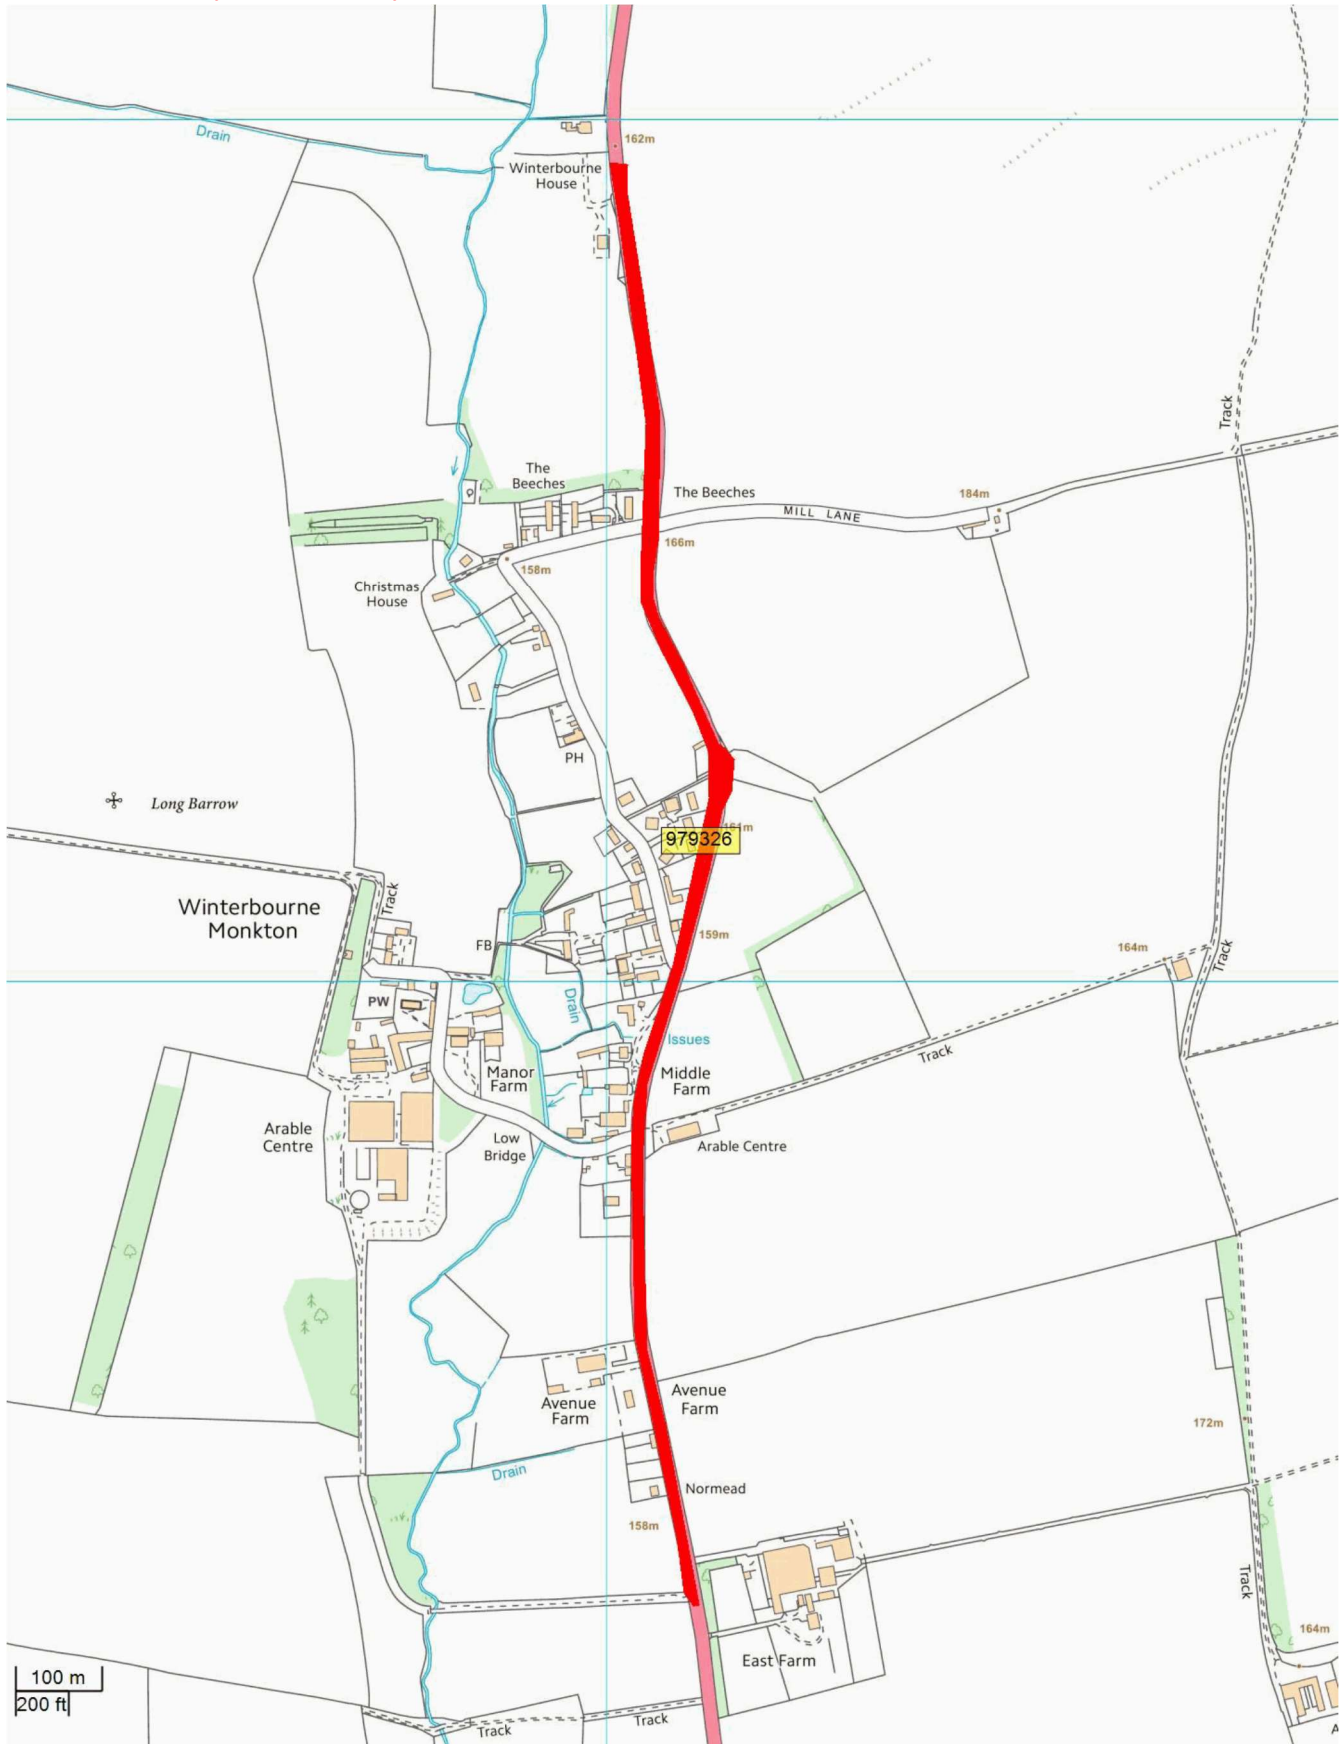 Drain
162m
Winterbourne
House
Track
The
Beeches
The Beeches
184m
MILL LANE
166m
158m
Christmas
House
PH
Long Barrow
979326
161m
Track
Winterbourne
Monkton
FB
159m
164m
Track
PW
Drain
Issues
Track
Manor
Farm
Middle
Farm
Arable
Centre
Low
Bridge
Arable Centre
Avenue
Farm
Avenue
Farm
172m
Drain
Normead
158m
Track
164m
East Farm
100 m
200 ft
Track
Track
A